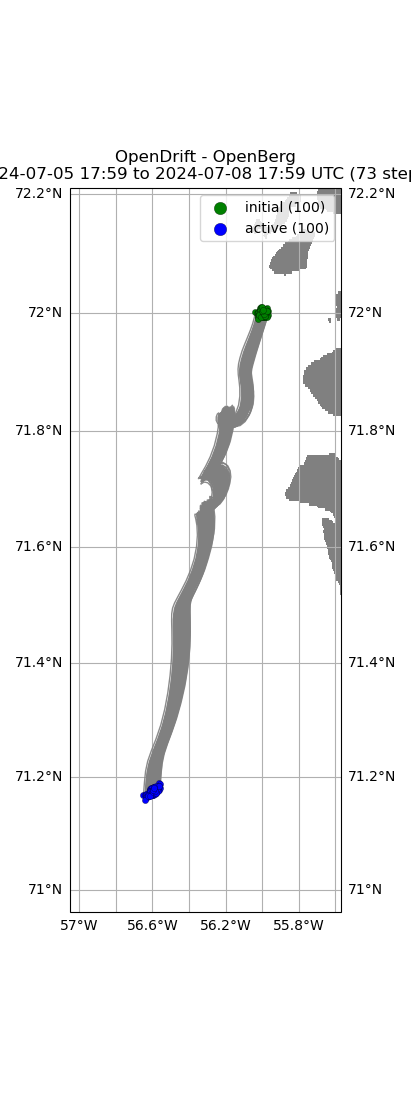 OpenDrift - OpenBerg
24-07-05 17:59 to 2024-07-08 17:59 UTC (73 step
72.2°N 72.2°N
initial (100)
active (100)
72°N 72°N
71.8°N 71.8°N
71.6°N 71.6°N
71.4°N 71.4°N
71.2°N 71.2°N
71°N 71°N
57°W 56.6°W 56.2°W 55.8°W